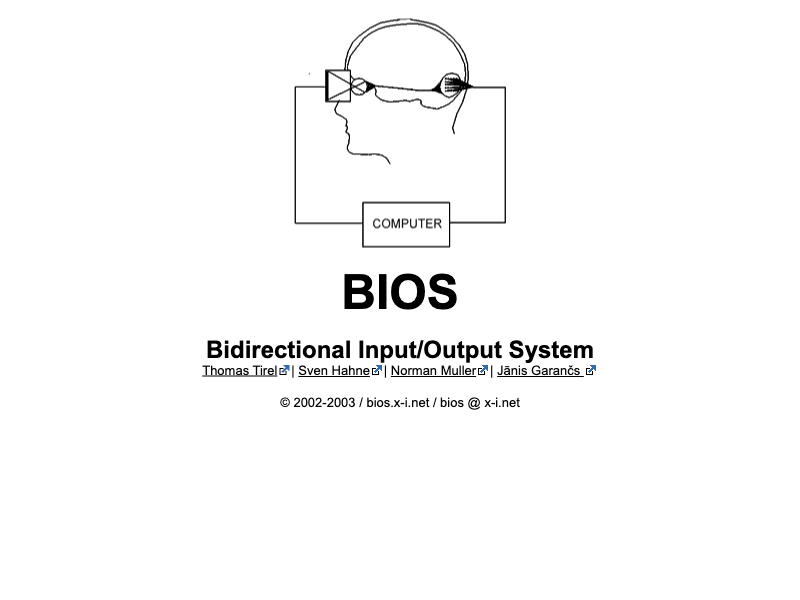 COMPUTER
BIOS
Bidirectional Input/Output System
Thomas Tirel | Sven Hahne | Norman Muller | Jānis Garančs
© 2002-2003 / bios.x-i.net / bios @ x-i.net